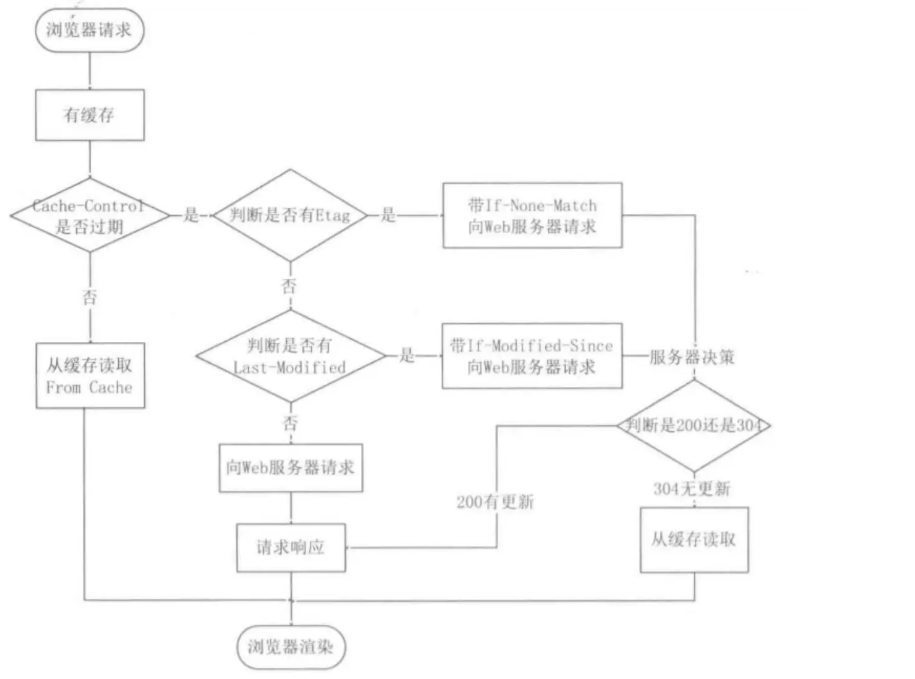 浏览器请求
有缓存
Cache-Control
是否过期
是
判断是否有Etag
是
带If-None-Match
向Web服务器请求
否
否
判断是否有
Last-Modified
是
带If-Modified-Since
向Web服务器请求
服务器决策
从缓存读取
From Cache
判断是200还是304
否
向Web服务器请求
200有更新
304无更新
请求响应
从缓存读取
浏览器渲染